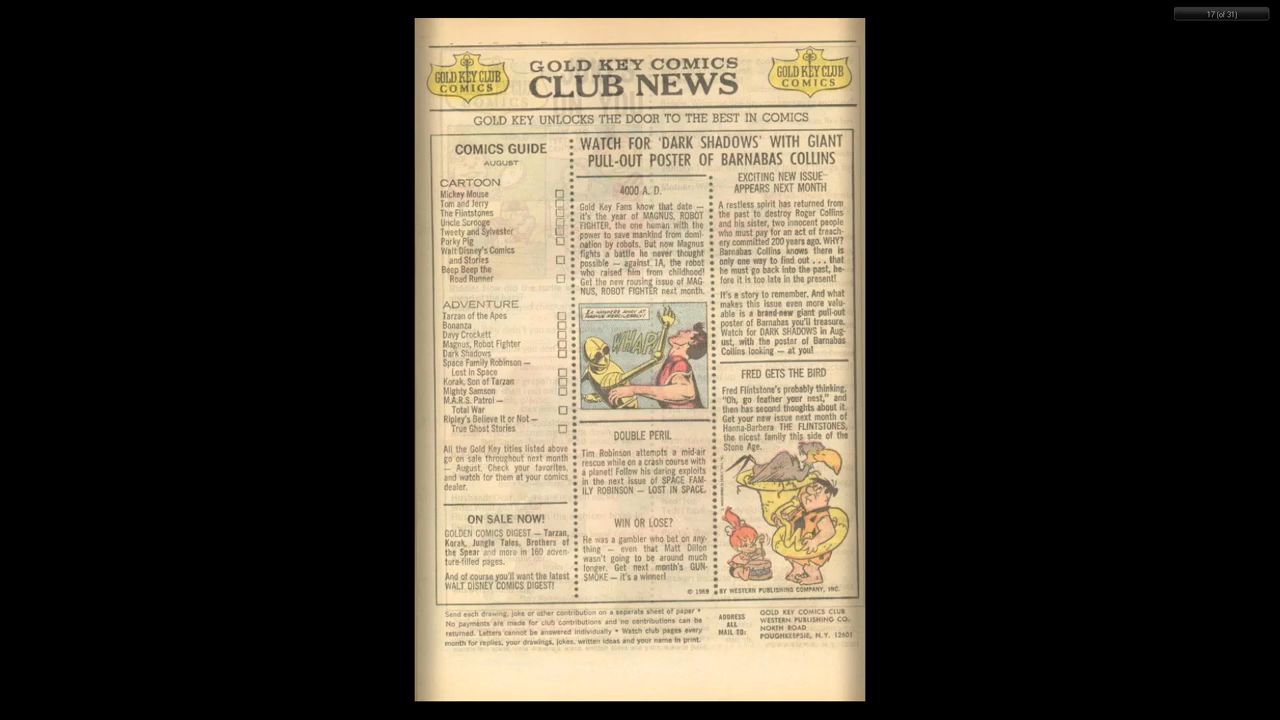 17 (of 31)
GOLD KEY CLUB
COMICS
GOLD KEY COMICS
CLUB NEWS
GOLD KEY CLUB
COMICS
GOLD KEY UNLOCKS THE DOOR TO THE BEST IN COMICS
COMICS GUIDE
AUGUST
CARTOON
Mickey Mouse
Tom and Jerry
The Flintstones
Uncle Scrooge
Tweety and Sylvester
Porky Pig
Walt Disney's Comics
and Stories
Beep Beep the
Road Runner
ADVENTURE
Tarzan of the Apes
Bonanza
Davy Crockett
Magnus, Robot Fighter
Dark Shadows
Space Family Robinson —
Lost in Space
Korak, Son of Tarzan
Mighty Samson
M.A.R.S. Patrol —
Total War
Ripley's Believe It or Not —
True Ghost Stories
All the Gold Key titles listed above
go on sale throughout next month
— August. Check your favorites,
and watch for them at your comics
dealer.
ON SALE NOW!
GOLDEN COMICS DIGEST — Tarzan,
Korak, Jungle Tales, Brothers of
the Spear and more in 160 adven-
ture-filled pages.
And of course you'll want the latest
WALT DISNEY COMICS DIGEST!
WATCH FOR 'DARK SHADOWS' WITH GIANT
PULL-OUT POSTER OF BARNABAS COLLINS
4000 A. D.
Gold Key Fans know that date —
it's the year of MAGNUS, ROBOT
FIGHTER, the one human with the
power to save mankind from domi-
nation by robots. But now Magnus
fights a battle he never thought
possible — against 1A, the robot
who raised him from childhood!
Get the new rousing issue of MAG-
NUS, ROBOT FIGHTER next month.
1A WHIPPED AWAY AT
MAGNUS MERCILESSLY!
WHAP!
DOUBLE PERIL
Tim Robinson attempts a mid-air
rescue while on a crash course with
a planet! Follow his daring exploits
in the next issue of SPACE FAM-
ILY ROBINSON — LOST IN SPACE.
WIN OR LOSE?
He was a gambler who bet on any-
thing — even that Matt Dillon
wasn't going to be around much
longer. Get next month's GUN-
SMOKE — it's a winner!
EXCITING NEW ISSUE
APPEARS NEXT MONTH
A restless spirit has returned from
the past to destroy Roger Collins
and his sister, two innocent people
who must pay for an act of treach-
ery committed 200 years ago. WHY?
Barnabas Collins knows there is
only one way to find out . . . that
he must go back into the past, be-
fore it is too late in the present!
It's a story to remember. And what
makes this issue even more valu-
able is a brand-new giant pull-out
poster of Barnabas you'll treasure.
Watch for DARK SHADOWS in Aug-
ust, with the poster of Barnabas
Collins looking — at you!
FRED GETS THE BIRD
Fred Flintstone's probably thinking,
"Oh, go feather your nest," and
then has second thoughts about it.
Get your new issue next month of
Hanna-Barbera THE FLINTSTONES,
the nicest family this side of the
Stone Age.
© 1969 BY WESTERN PUBLISHING COMPANY, INC.
Send each drawing, joke or other contribution on a separate sheet of paper •
No payments are made for club contributions and no contributions can be
returned. Letters cannot be answered individually • Watch club pages every
month for replies, your drawings, jokes, written ideas and your name in print.
ADDRESS
ALL
MAIL TO:
GOLD KEY COMICS CLUB
WESTERN PUBLISHING CO.
NORTH ROAD
POUGHKEEPSIE, N. Y. 12601